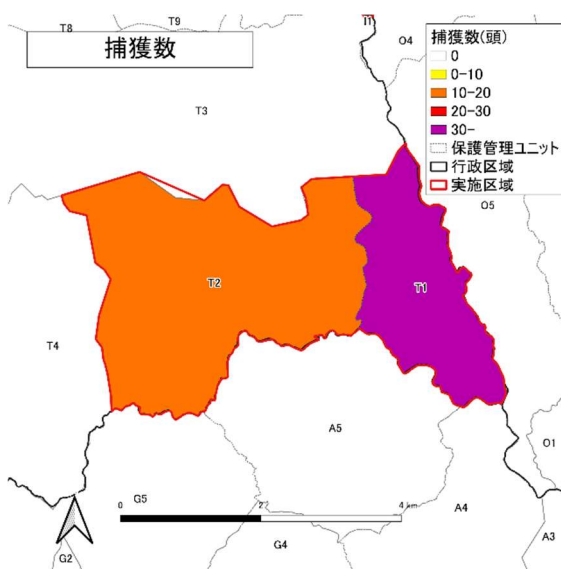 T8
T9
T1
O4
捕獲数
捕獲数(頭)
0
0-10
10-20
20-30
30-
保護管理ユニット
行政区域
実施区域
T3
O5
T2
T1
T4
A5
O1
G5
A4
0
2
4 km
A3
G2
G4